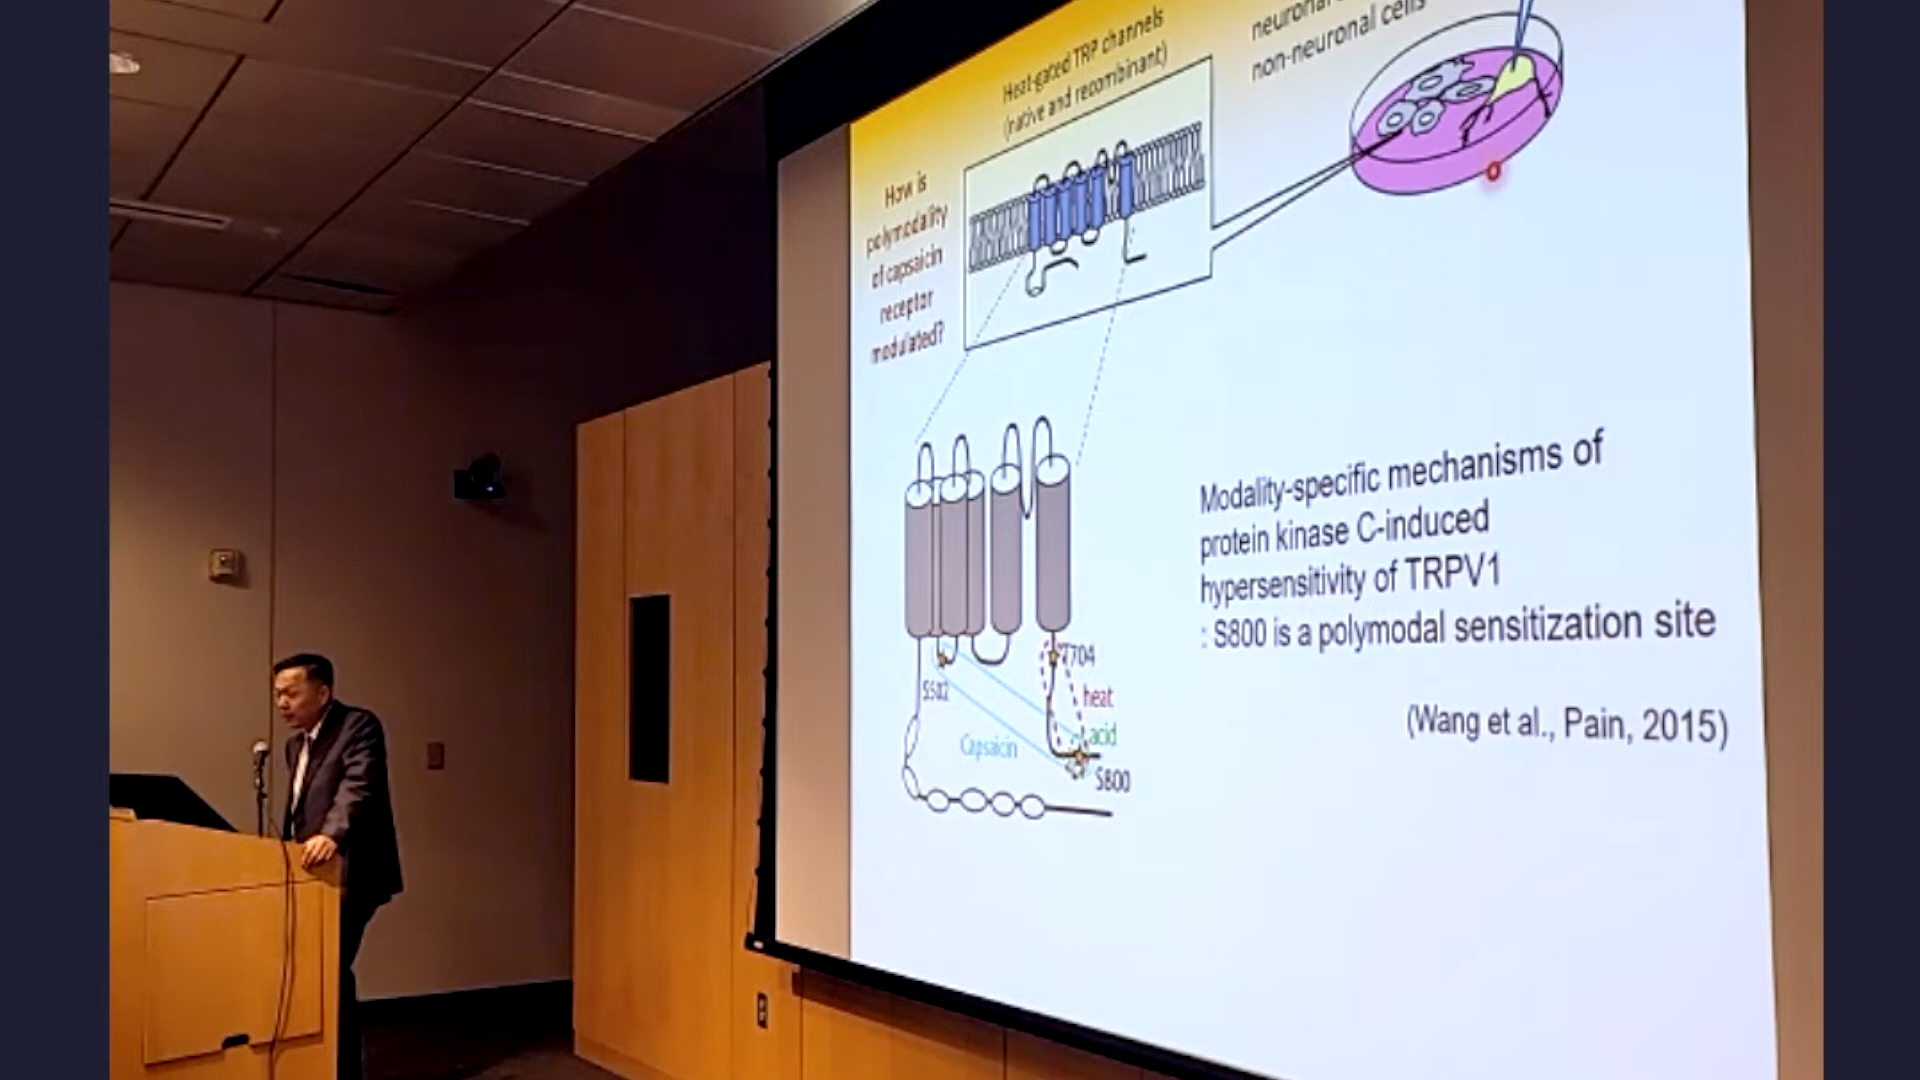 Heat-gated TRP channels
(native and recombinant)
neuronal
non-neuronal cells
How is
polymodality
of capsaicin
receptor
modulated?
Modality-specific mechanisms of
protein kinase C-induced
hypersensitivity of TRPV1
: S800 is a polymodal sensitization site
(Wang et al., Pain, 2015)
T704
S502
heat
acid
Capsaicin
S800